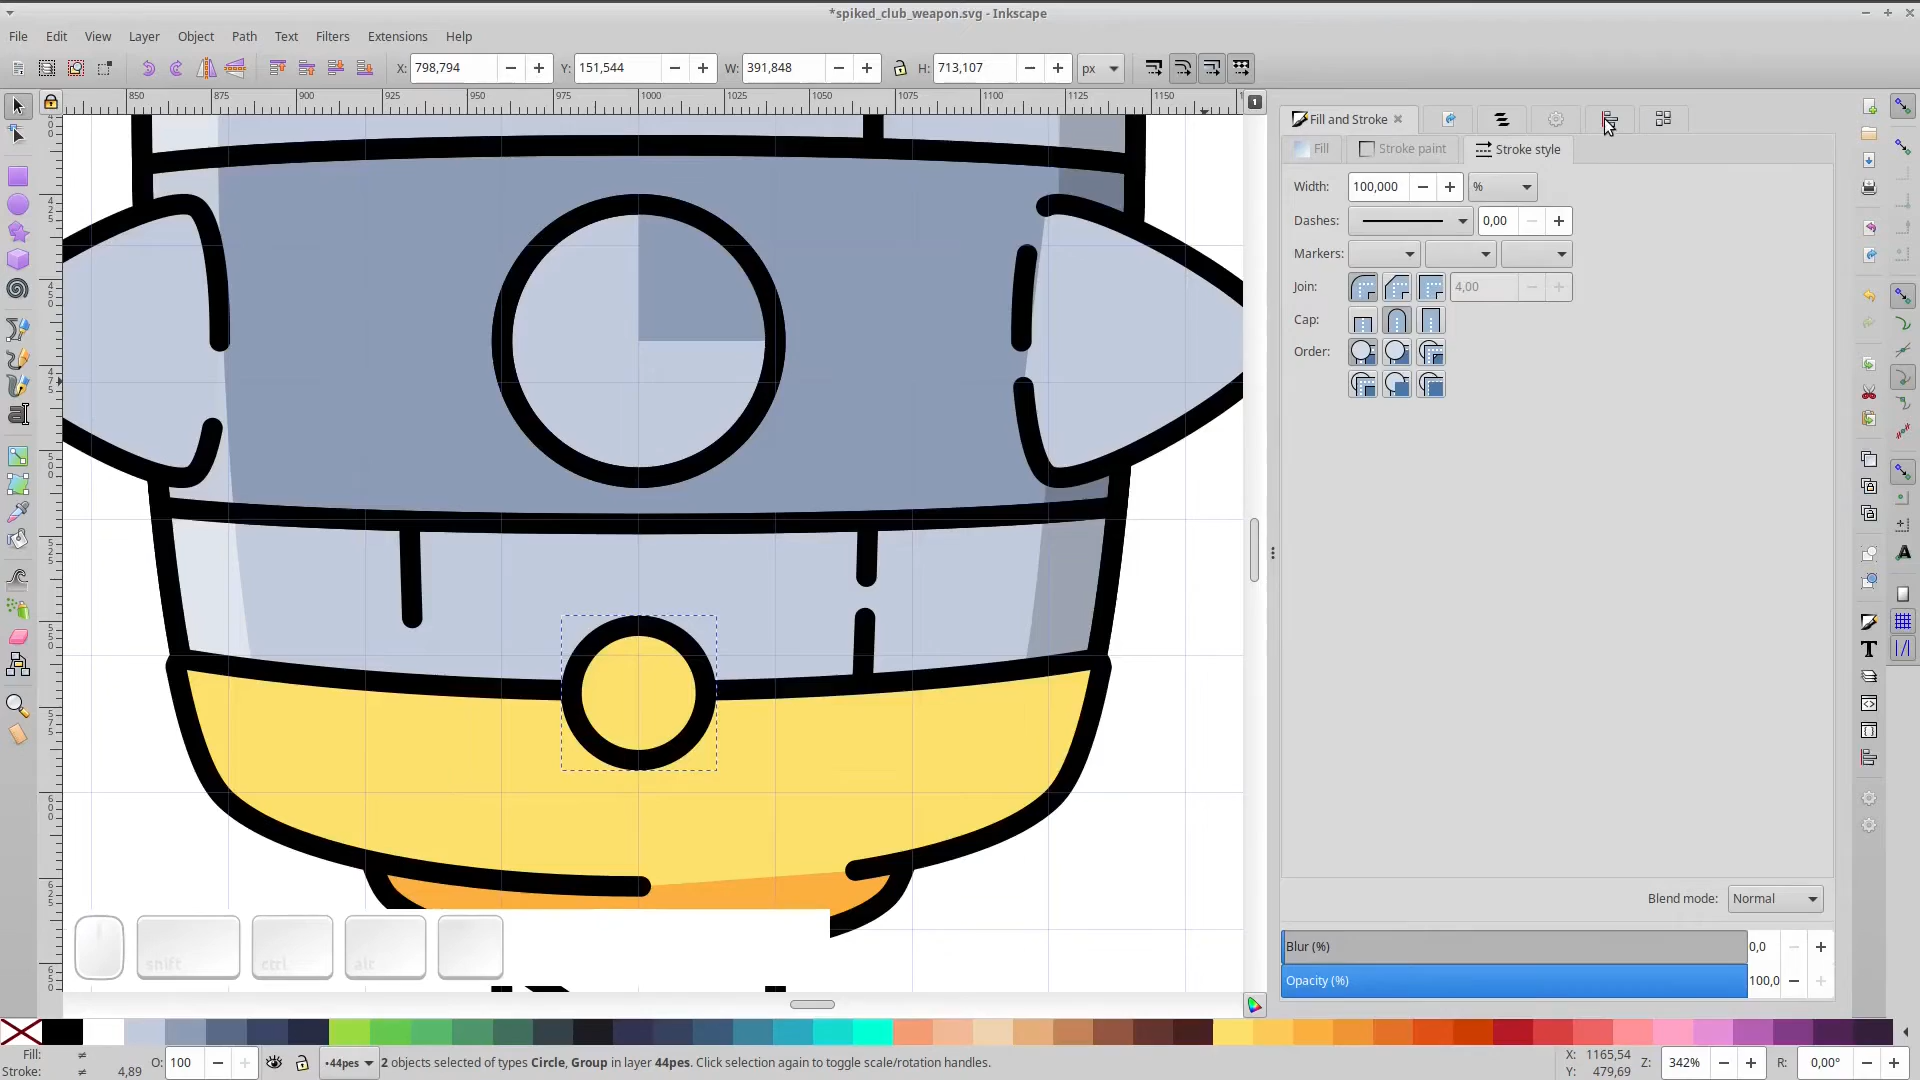 *spiked_club_weapon.svg - Inkscape
File Edit View Layer Object Path Text Filters Extensions Help
X: 798,794 Y: 151,544 W: 391,848 H: 713,107 px
850 875 900 925 950 975 1000 1025 1050 1075 1100 1125 1150
1
Fill and Stroke
Fill Stroke paint Stroke style
Width: 100,000 %
Dashes: 0,00
Markers:
Join: 4,00
Cap:
Order:
Blend mode: Normal
Blur (%) 0,0
Opacity (%) 100,0
shift ctrl alt
Fill: ≠ O: 100 •44pes 2 objects selected of types Circle, Group in layer 44pes. Click selection again to toggle scale/rotation handles. X: 1165,54 Z: 342% R: 0,00°
Stroke: ≠ 4,89 Y: 479,69